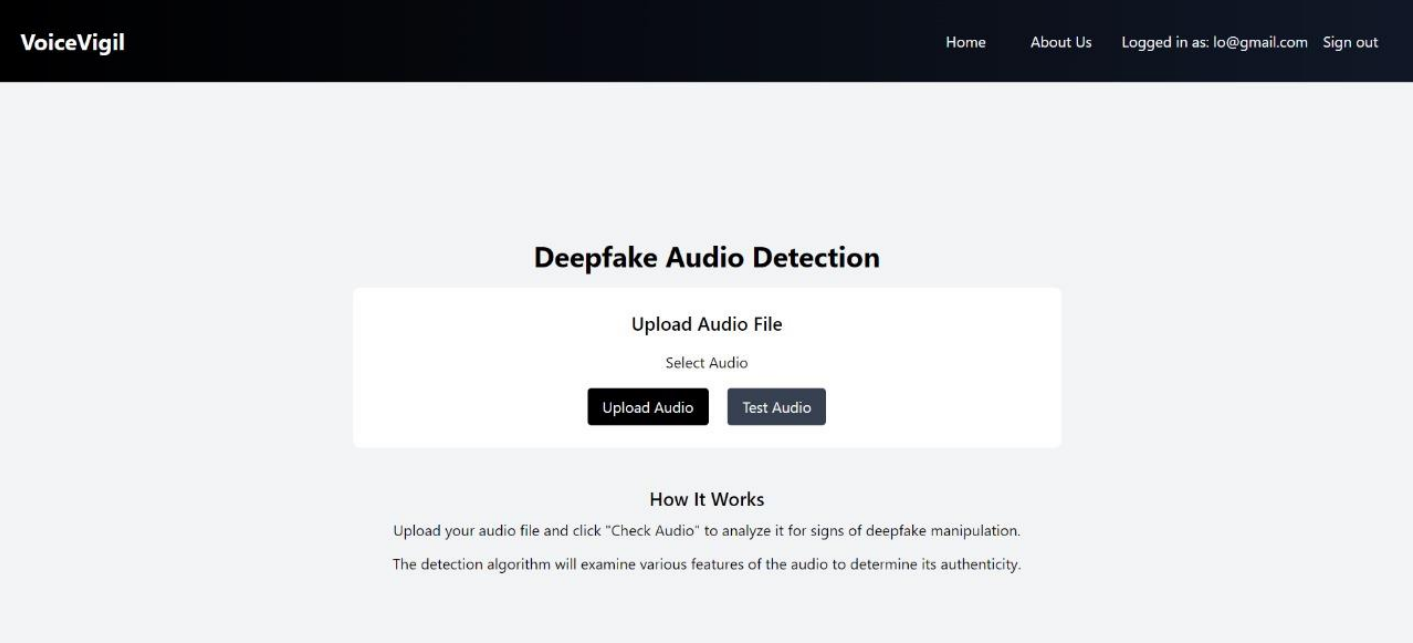 VoiceVigil
Home About Us Logged in as: lo@gmail.com Sign out
Deepfake Audio Detection
Upload Audio File
Select Audio
Upload Audio Test Audio
How It Works
Upload your audio file and click "Check Audio" to analyze it for signs of deepfake manipulation.
The detection algorithm will examine various features of the audio to determine its authenticity.